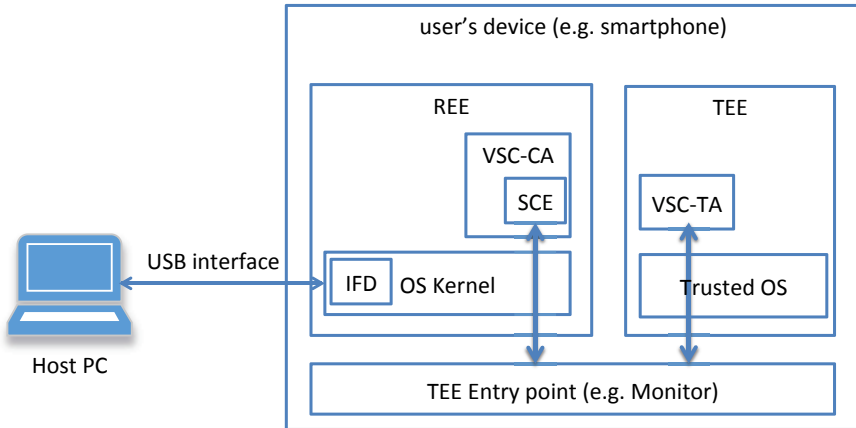 user’s device (e.g. smartphone)
REE
TEE
VSC-CA
SCE
VSC-TA
USB interface
IFD
OS Kernel
Trusted OS
Host PC
TEE Entry point (e.g. Monitor)